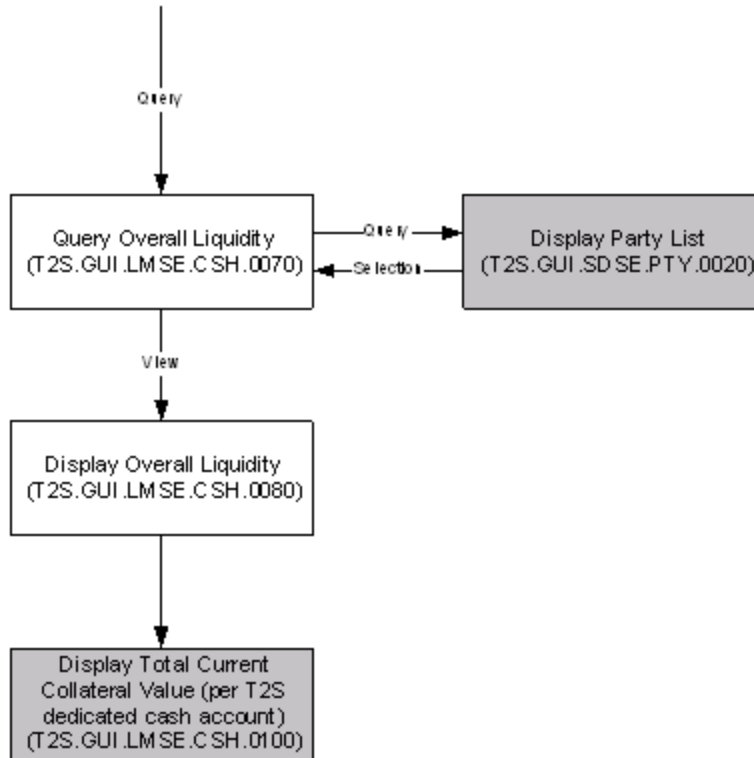 Query
Query Overall Liquidity
(T2S.GUI.LMSE.CSH.0070)
Query
Selection
Display Party List
(T2S.GUI.SDSE.PTY.0020)
View
Display Overall Liquidity
(T2S.GUI.LMSE.CSH.0080)
Display Total Current
Collateral Value (per T2S
dedicated cash account)
(T2S.GUI.LMSE.CSH.0100)